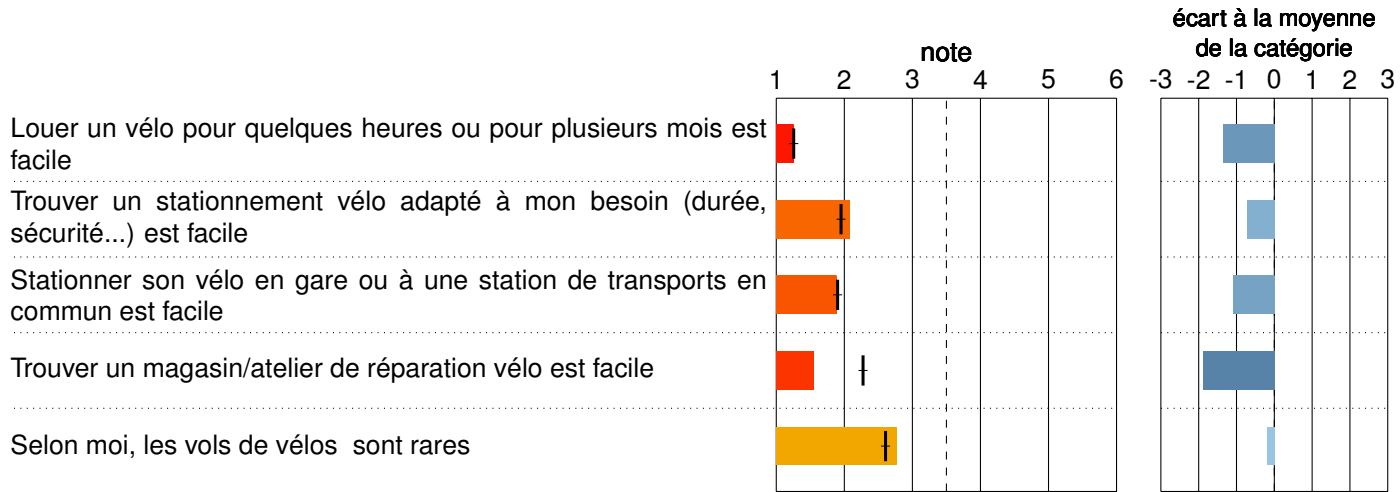 écart à la moyenne
de la catégorie
note
1 2 3 4 5 6
-3 -2 -1 0 1 2 3
Louer un vélo pour quelques heures ou pour plusieurs mois est
facile
Trouver un stationnement vélo adapté à mon besoin (durée,
sécurité...) est facile
Stationner son vélo en gare ou à une station de transports en
commun est facile
Trouver un magasin/atelier de réparation vélo est facile
Selon moi, les vols de vélos sont rares